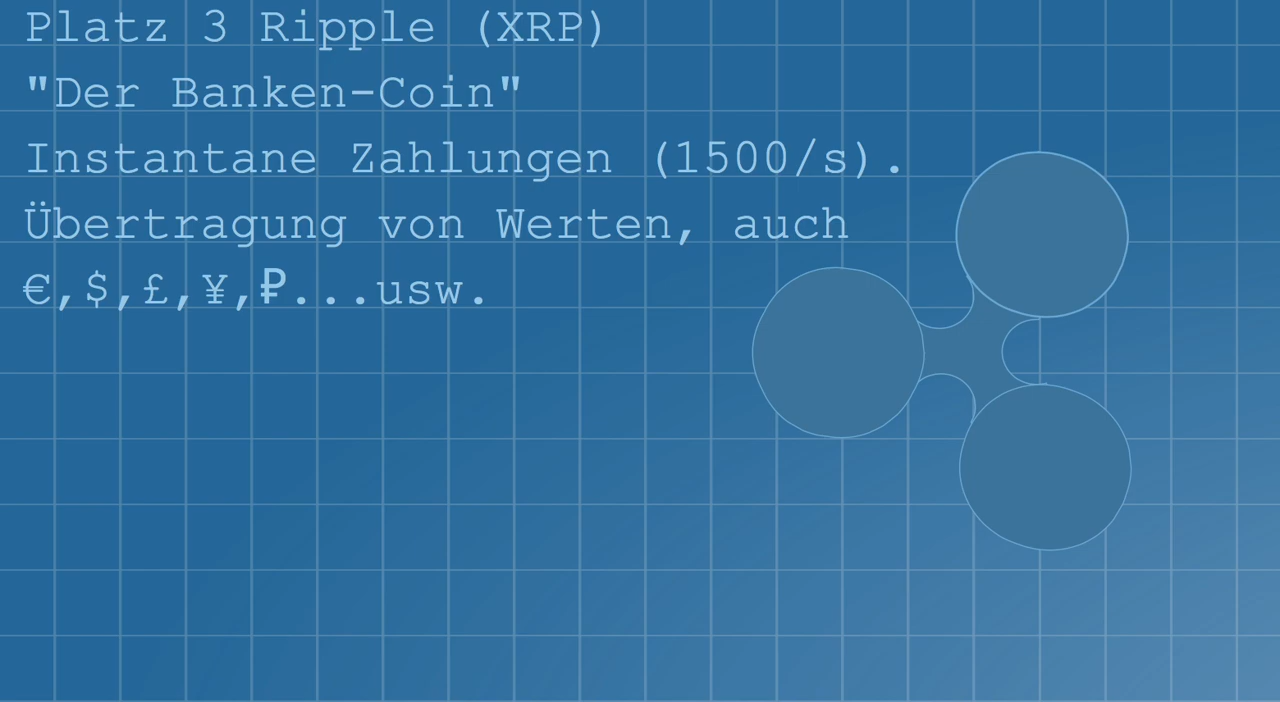 Platz 3 Ripple (XRP)
"Der Banken-Coin"
Instantane Zahlungen (1500/s).
Übertragung von Werten, auch
€,$,£,¥,₽...usw.